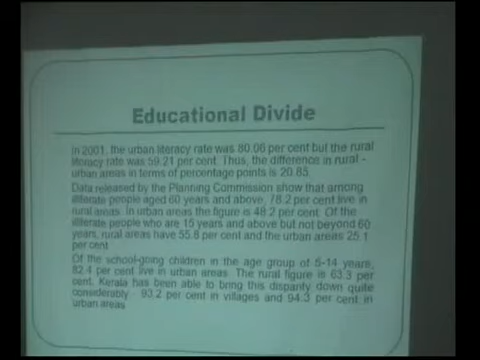 Educational Divide
In 2001, the urban literacy rate was 80.06 per cent but the rural
literacy rate was 59.21 per cent. Thus, the difference in rural -
urban areas in terms of percentage points is 20.85.
Data released by the Planning Commission show that among
illiterate people aged 60 years and above, 78.2 per cent live in
rural areas. In urban areas the figure is 48.2 per cent. Of the
illiterate people who are 15 years and above but not beyond 60
years, rural areas have 55.8 per cent and the urban areas 25.1
per cent
Of the school-going children in the age group of 5-14 years,
82.4 per cent live in urban areas. The rural figure is 63.3 per
cent. Kerala has been able to bring this disparity down quite
considerably 93.2 per cent in villages and 94.3 per cent in
urban areas